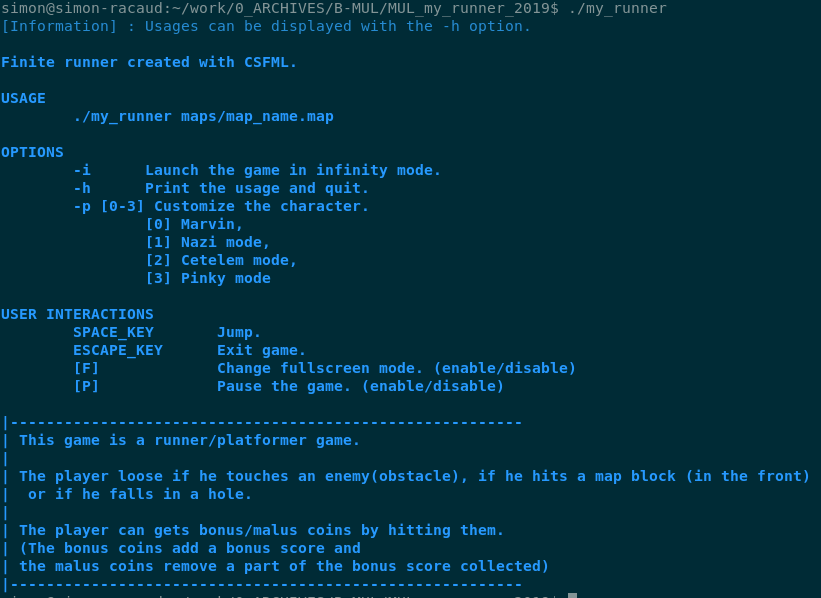 simon@simon-racaud:~/work/0_ARCHIVES/B-MUL/MUL_my_runner_2019$ ./my_runner
[Information] : Usages can be displayed with the -h option.
Finite runner created with CSFML.
USAGE
./my_runner maps/map_name.map
OPTIONS
-i Launch the game in infinity mode.
-h Print the usage and quit.
-p [0-3] Customize the character.
[0] Marvin,
[1] Nazi mode,
[2] Cetelem mode,
[3] Pinky mode
USER INTERACTIONS
SPACE_KEY Jump.
ESCAPE_KEY Exit game.
[F] Change fullscreen mode. (enable/disable)
[P] Pause the game. (enable/disable)
|---------------------------------------------------------
| This game is a runner/platformer game.
|
| The player loose if he touches an enemy(obstacle), if he hits a map block (in the front)
|  or if he falls in a hole.
|
| The player can gets bonus/malus coins by hitting them.
| (The bonus coins add a bonus score and
| the malus coins remove a part of the bonus score collected)
|---------------------------------------------------------